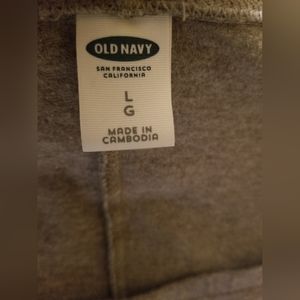 OLD NAVY
SAN FRANCISCO
CALIFORNIA
L
G
MADE IN
CAMBODIA